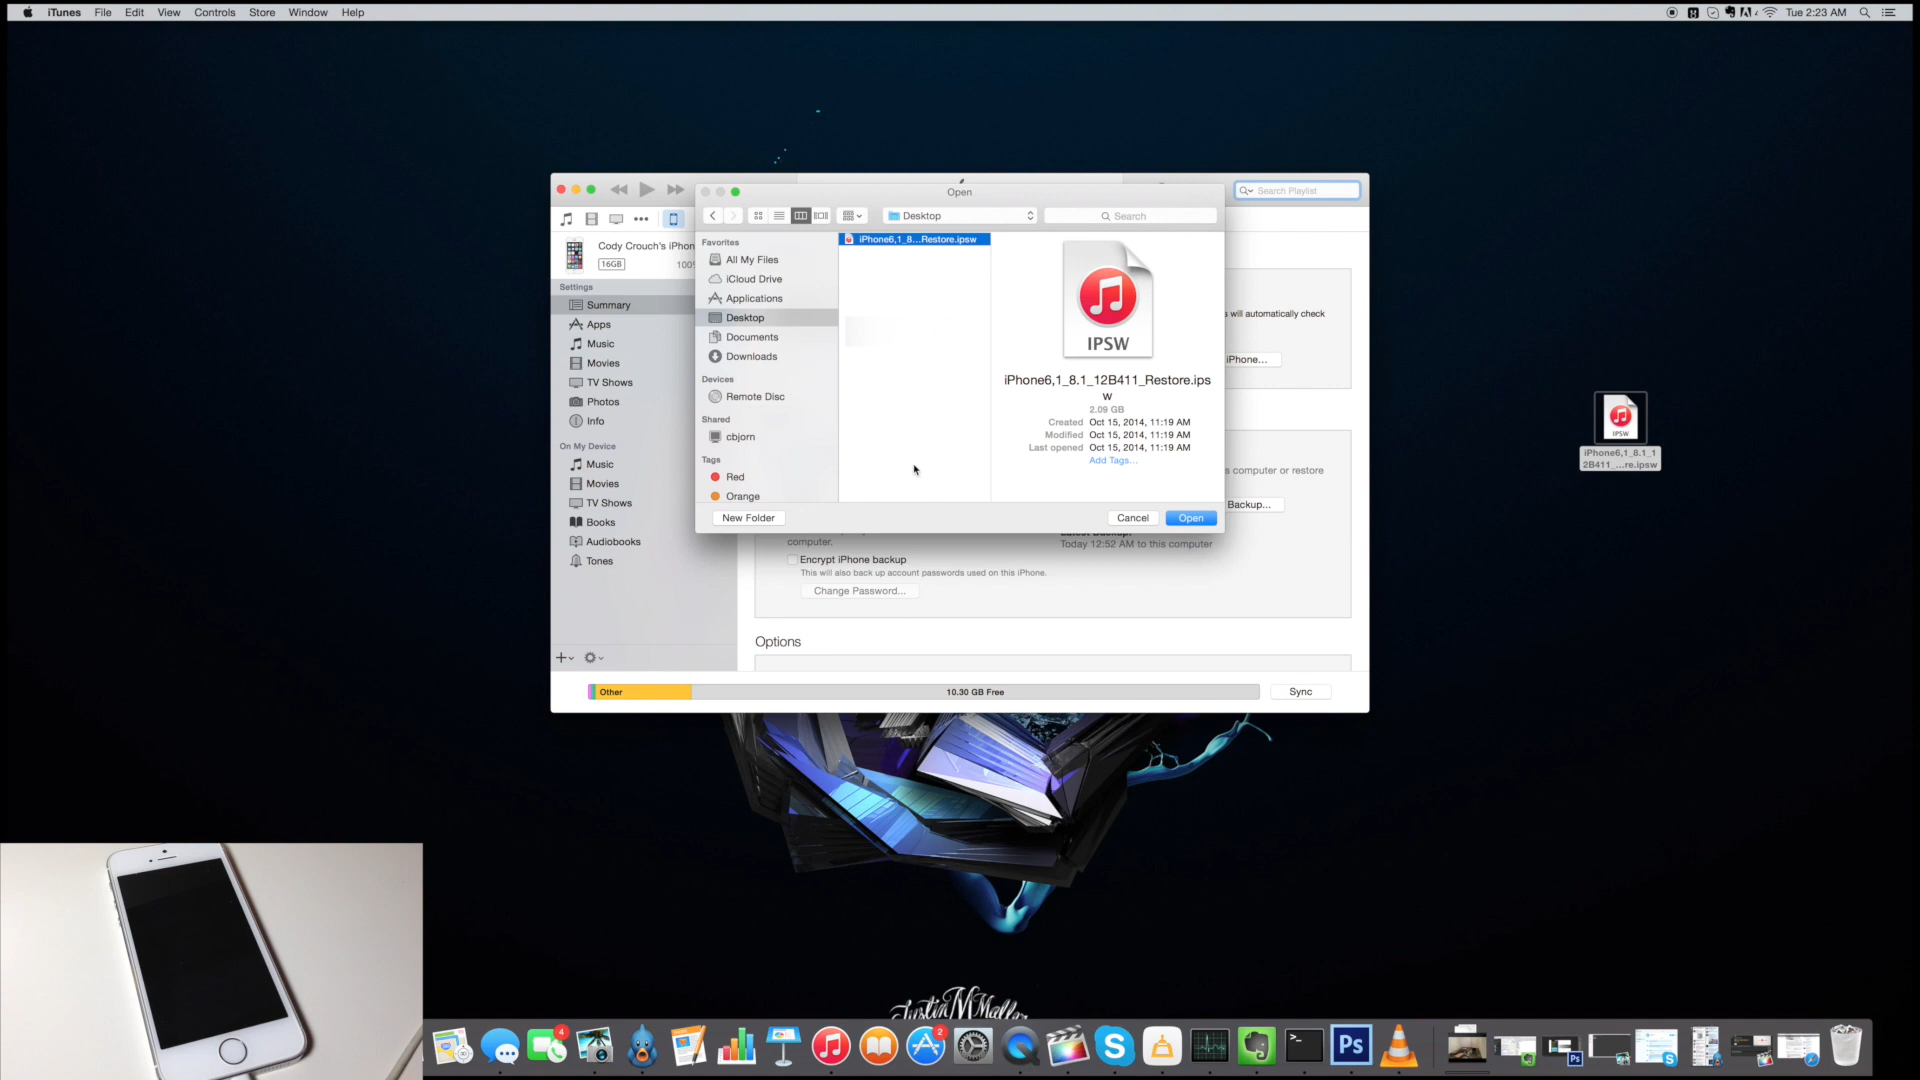 iTunes File Edit View Controls Store Window Help
Tue 2:23 AM
Open
Search Playlist
Desktop
Search
Cody Crouch's iPhon
16GB
100%
Settings
Summary
Apps
Music
Movies
TV Shows
Photos
Info
On My Device
Music
Movies
TV Shows
Books
Audiobooks
Tones
Favorites
All My Files
iCloud Drive
Applications
Desktop
Documents
Downloads
Devices
Remote Disc
Shared
cbjorn
Tags
Red
Orange
iPhone6,1_8...Restore.ipsw
IPSW
iPhone6,1_8.1_12B411_Restore.ips
w
2.09 GB
Created Oct 15, 2014, 11:19 AM
Modified Oct 15, 2014, 11:19 AM
Last opened Oct 15, 2014, 11:19 AM
Add Tags...
New Folder
Cancel
Open
s will automatically check
iPhone...
s computer or restore
Backup...
computer.
Today 12:52 AM to this computer
Encrypt iPhone backup
This will also back up account passwords used on this iPhone.
Change Password...
Options
Other
10.30 GB Free
Sync
IPSW
iPhone6,1_8.1_1
2B411_...re.ipsw
4
2
Ps